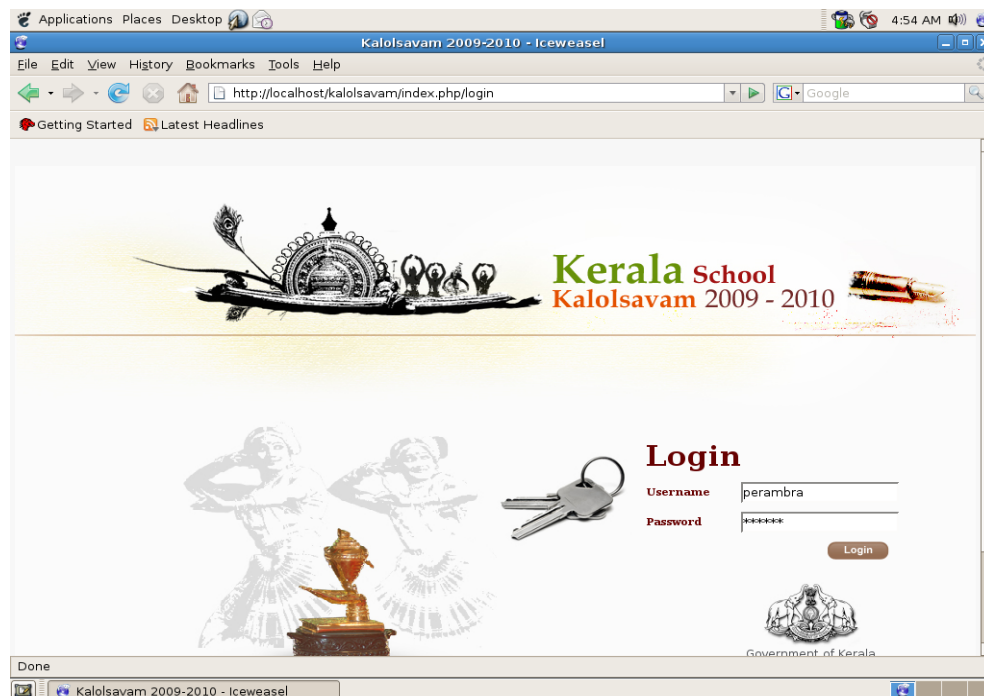 Applications Places Desktop 4:54 AM
Kalolsavam 2009-2010 - Iceweasel
File Edit View History Bookmarks Tools Help
http://localhost/kalolsavam/index.php/login G Google
Getting Started Latest Headlines
Kerala School
Kalolsavam 2009 - 2010
Login
Username perambra
Password ******
Login
Government of Kerala
Done
Kalolsavam 2009-2010 - Iceweasel